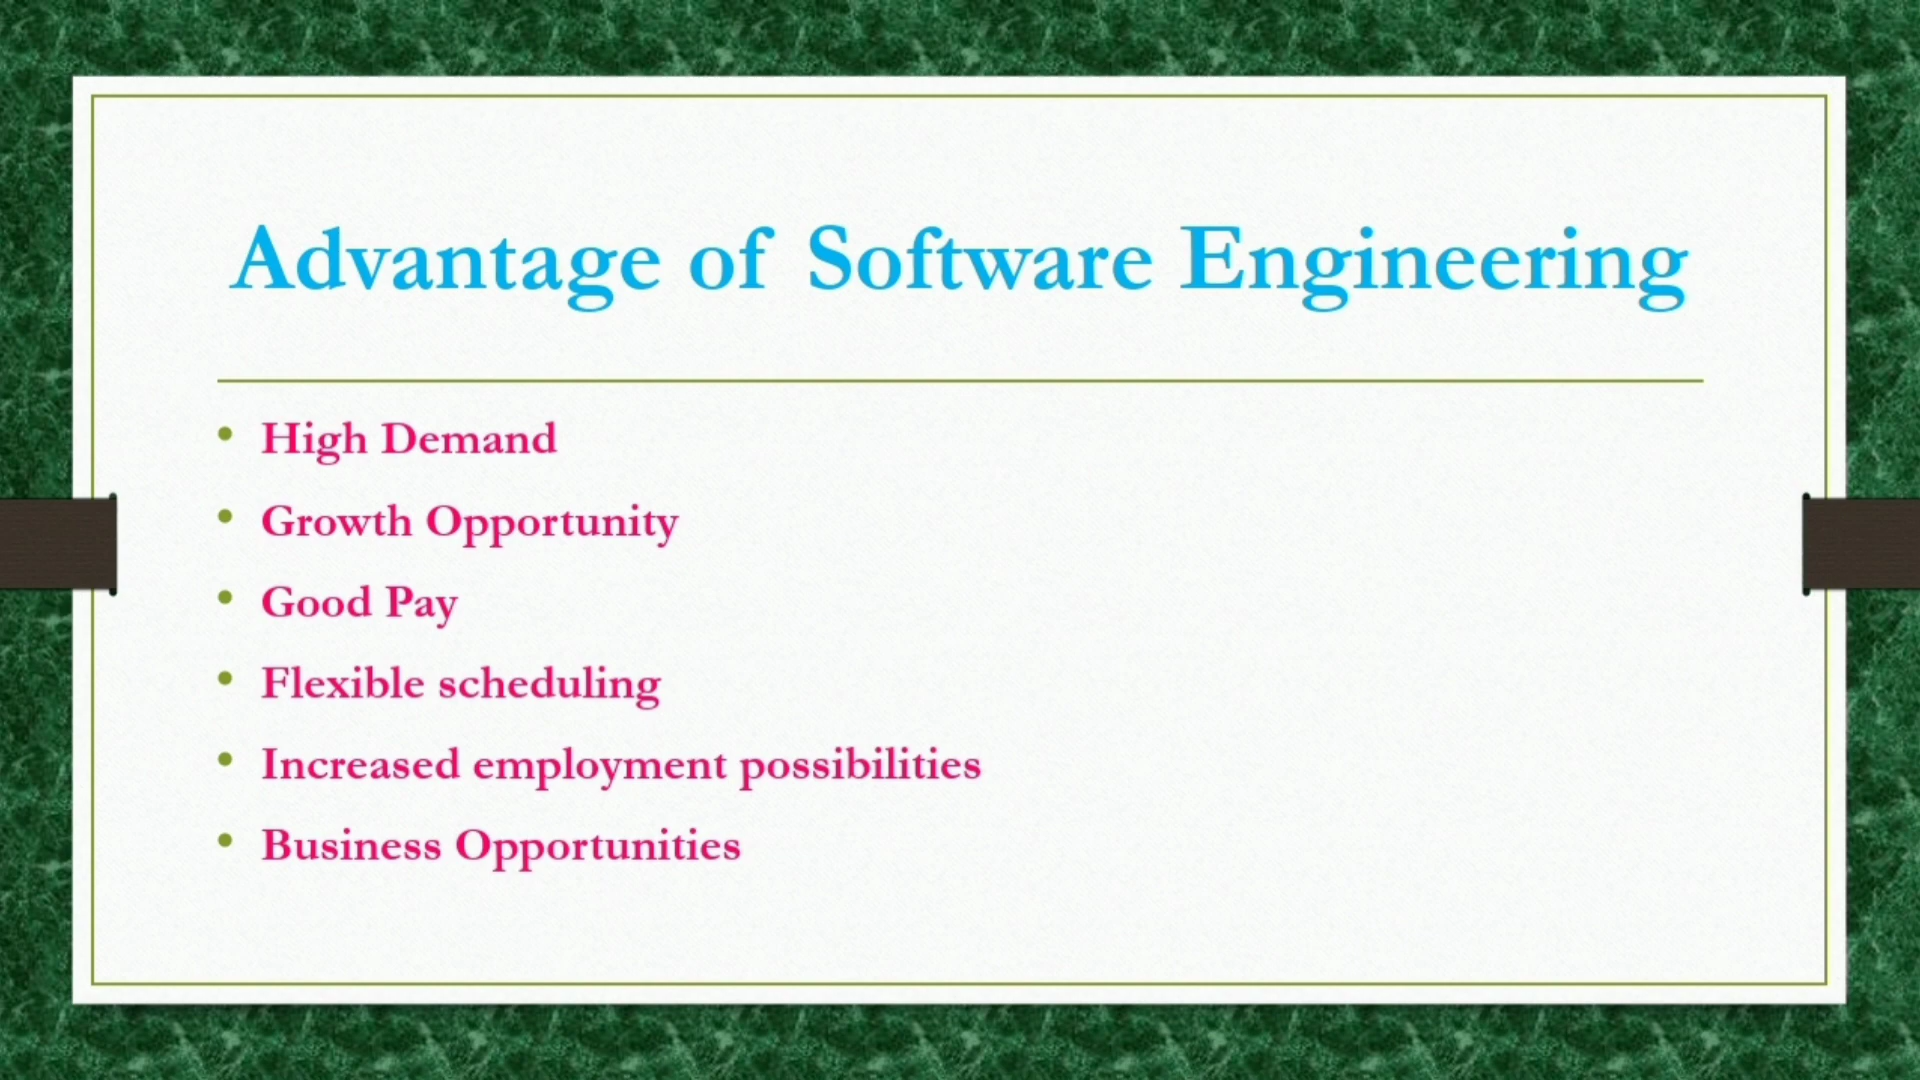 Advantage of Software Engineering
• High Demand
• Growth Opportunity
• Good Pay
• Flexible scheduling
• Increased employment possibilities
• Business Opportunities